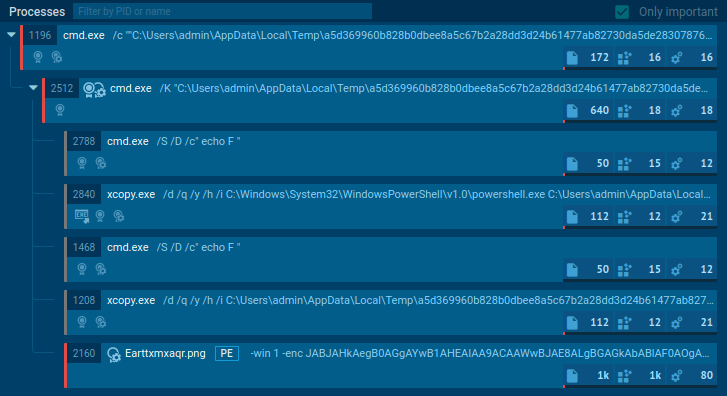 Processes Filter by PID or name Only important
1196 cmd.exe /c ""C:\Users\admin\AppData\Local\Temp\a5d369960b828b0dbee8a5c67b2a28dd3d24b61477ab82730da5de28307876...
172 16 16
2512 cmd.exe /K "C:\Users\admin\AppData\Local\Temp\a5d369960b828b0dbee8a5c67b2a28dd3d24b61477ab82730da5de...
640 18 18
2788 cmd.exe /S /D /c" echo F "
50 15 12
2840 xcopy.exe /d /q /y /h /i C:\Windows\System32\WindowsPowerShell\v1.0\powershell.exe C:\Users\admin\AppData\Local...
EXE
112 12 21
1468 cmd.exe /S /D /c" echo F "
50 15 12
1208 xcopy.exe /d /q /y /h /i C:\Users\admin\AppData\Local\Temp\a5d369960b828b0dbee8a5c67b2a28dd3d24b61477ab827...
112 12 21
2160 Earttxmxaqr.png PE -win 1 -enc JABJAHkAegB0AGgAYwB1AHEAIAA9ACAAWwBJAE8ALgBGAGkAbABlAF0AOgA...
1k 1k 80